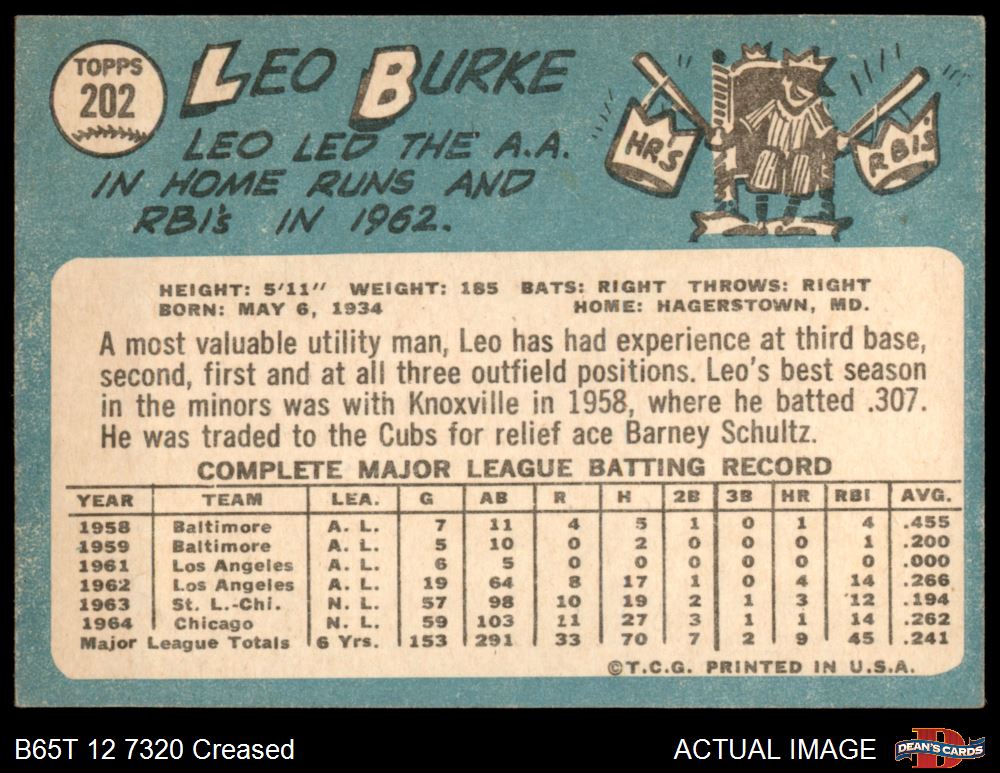 TOPPS
202
LEO BURKE
LEO LED THE A.A.
IN HOME RUNS AND
RBI's IN 1962.
HR'S
RBI'S
HEIGHT: 5'11" WEIGHT: 185 BATS: RIGHT THROWS: RIGHT
BORN: MAY 6, 1934 HOME: HAGERSTOWN, MD.
A most valuable utility man, Leo has had experience at third base,
second, first and at all three outfield positions. Leo's best season
in the minors was with Knoxville in 1958, where he batted .307.
He was traded to the Cubs for relief ace Barney Schultz.
COMPLETE MAJOR LEAGUE BATTING RECORD
YEAR TEAM LEA. G AB R H 2B 3B HR RBI AVG.
1958 Baltimore A. L. 7 11 4 5 1 0 1 4 .455
1959 Baltimore A. L. 5 10 0 2 0 0 0 1 .200
1961 Los Angeles A. L. 6 5 0 0 0 0 0 0 .000
1962 Los Angeles A. L. 19 64 8 17 1 0 4 14 .266
1963 St. L.-Chi. N. L. 57 98 10 19 2 1 3 12 .194
1964 Chicago N. L. 59 103 11 27 3 1 1 14 .262
Major League Totals 6 Yrs. 153 291 33 70 7 2 9 45 .241
©T.C.G. PRINTED IN U.S.A.
B65T 12 7320 Creased
ACTUAL IMAGE
D
DEAN'S CARDS